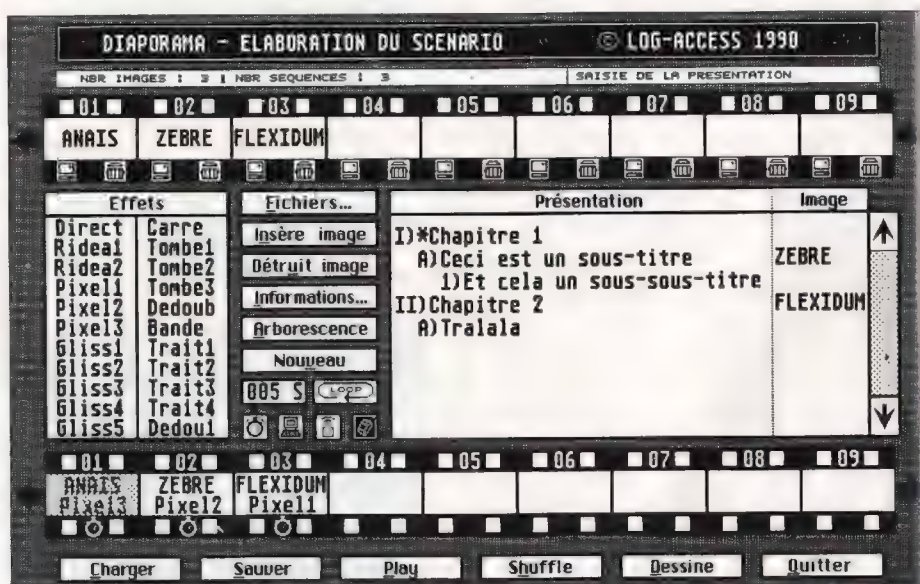 DIAPORAMA - ELABORATION DU SCENARIO © LOG-ACCESS 1990
NBR IMAGES : 3 | NBR SEQUENCES : 3 SAISIE DE LA PRESENTATION
01 02 03 04 05 06 07 08 09
ANAIS ZEBRE FLEXIDUM
Effets
Direct Carre
Ridea1 Tombe1
Ridea2 Tombe2
Pixel1 Tombe3
Pixel2 Dedoub
Pixel3 Bande
Gliss1 Trait1
Gliss2 Trait2
Gliss3 Trait3
Gliss4 Trait4
Gliss5 Dedou1
Fichiers...
Insère image
Détruit image
Informations...
Arborescence
Nouveau
005 S LOOP
Présentation Image
I)*Chapitre 1
A)Ceci est un sous-titre ZEBRE
1)Et cela un sous-sous-titre
II)Chapitre 2 FLEXIDUM
A)Tralala
01 02 03 04 05 06 07 08 09
ANAIS ZEBRE FLEXIDUM
Pixel3 Pixel2 Pixel1
Charger Sauver Play Shuffle Dessine Quitter